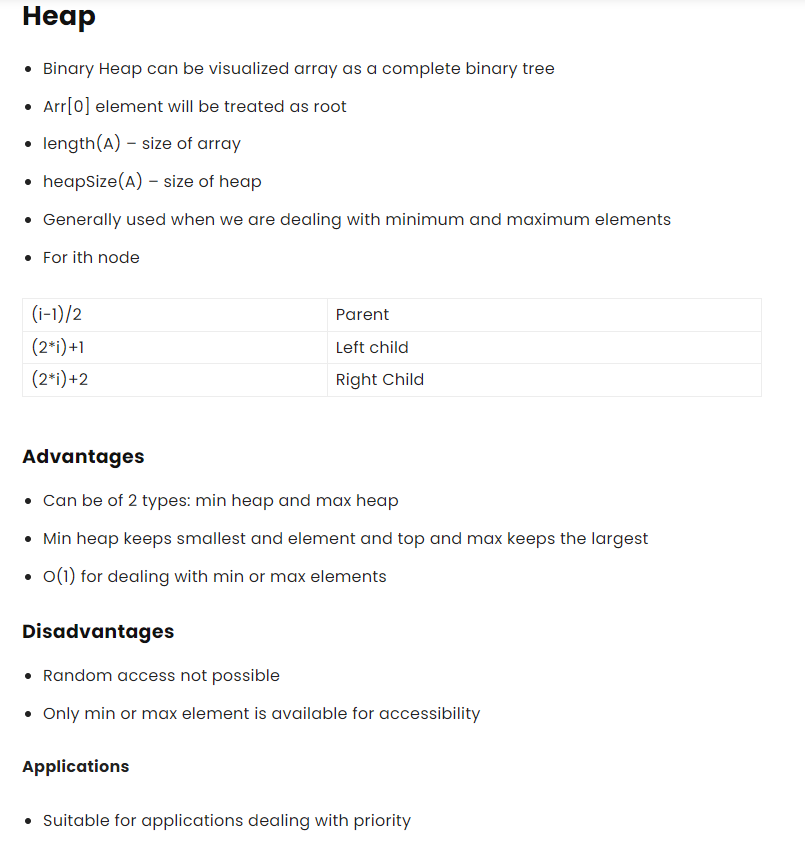 Heap
• Binary Heap can be visualized array as a complete binary tree
• Arr[0] element will be treated as root
• length(A) – size of array
• heapSize(A) – size of heap
• Generally used when we are dealing with minimum and maximum elements
• For ith node
(i-1)/2 Parent
(2*i)+1 Left child
(2*i)+2 Right Child
Advantages
• Can be of 2 types: min heap and max heap
• Min heap keeps smallest and element and top and max keeps the largest
• O(1) for dealing with min or max elements
Disadvantages
• Random access not possible
• Only min or max element is available for accessibility
Applications
• Suitable for applications dealing with priority